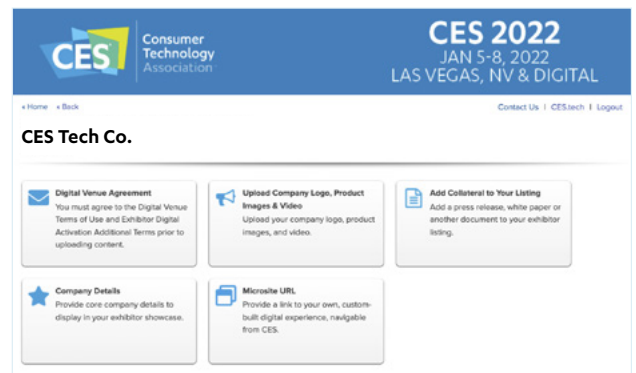 CES
Consumer
Technology
Association
CES 2022
JAN 5-8, 2022
LAS VEGAS, NV & DIGITAL
« Home « Back
Contact Us | CES.tech | Logout
CES Tech Co.
Digital Venue Agreement
You must agree to the Digital Venue
Terms of Use and Exhibitor Digital
Activation Additional Terms prior to
uploading content.
Upload Company Logo, Product
Images & Video
Upload your company logo, product
images, and video.
Add Collateral to Your Listing
Add a press release, white paper or
another document to your exhibitor
listing.
Company Details
Provide core company details to
display in your exhibitor showcase.
Microsite URL
Provide a link to your own, custom-
built digital experience, navigable
from CES.